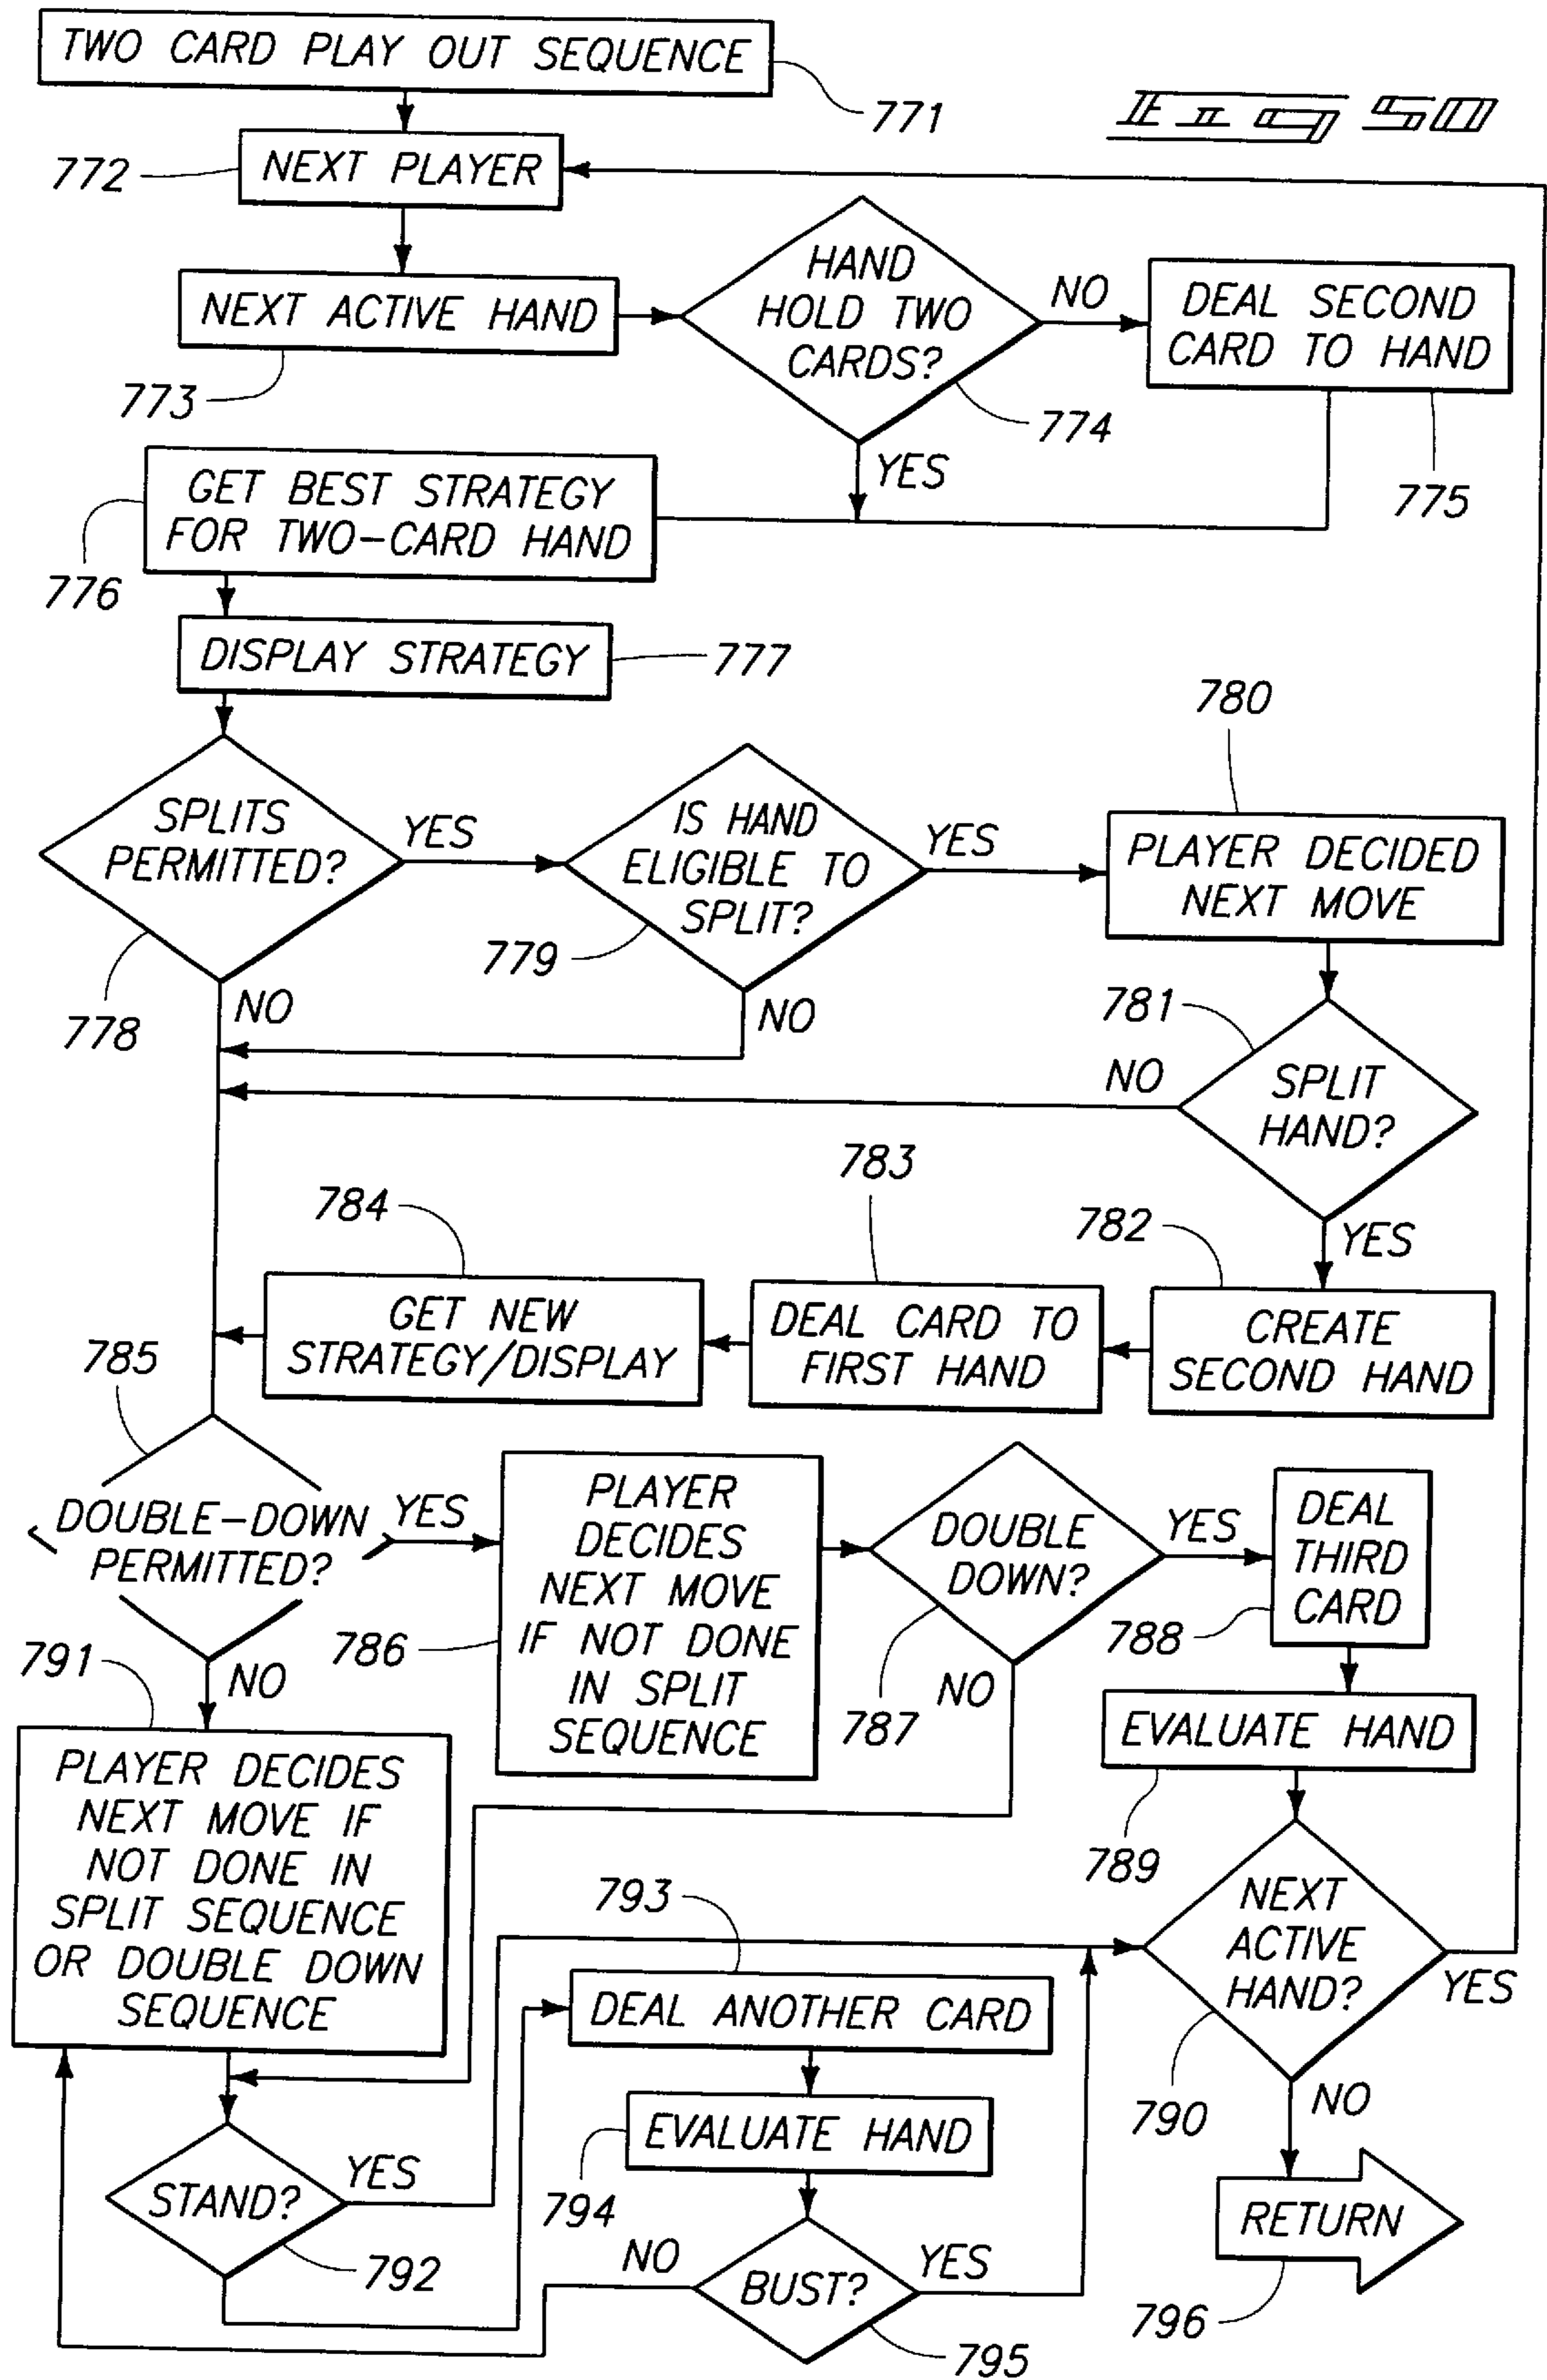 TWO CARD PLAY OUT SEQUENCE
771
Fig 50
772
NEXT PLAYER
NEXT ACTIVE HAND
773
HAND
HOLD TWO
CARDS?
774
NO
DEAL SECOND
CARD TO HAND
775
YES
GET BEST STRATEGY
FOR TWO-CARD HAND
776
DISPLAY STRATEGY
777
SPLITS
PERMITTED?
778
YES
IS HAND
ELIGIBLE TO
SPLIT?
779
YES
780
PLAYER DECIDED
NEXT MOVE
NO
NO
781
NO
SPLIT
HAND?
YES
782
CREATE
SECOND HAND
783
DEAL CARD TO
FIRST HAND
784
GET NEW
STRATEGY/DISPLAY
785
DOUBLE-DOWN
PERMITTED?
YES
786
PLAYER
DECIDES
NEXT MOVE
IF NOT DONE
IN SPLIT
SEQUENCE
DOUBLE
DOWN?
787
YES
NO
DEAL
THIRD
CARD
788
EVALUATE HAND
789
791
NO
PLAYER DECIDES
NEXT MOVE IF
NOT DONE IN
SPLIT SEQUENCE
OR DOUBLE DOWN
SEQUENCE
793
DEAL ANOTHER CARD
NEXT
ACTIVE
HAND?
YES
790
NO
EVALUATE HAND
794
STAND?
YES
792
NO
BUST?
YES
795
RETURN
796